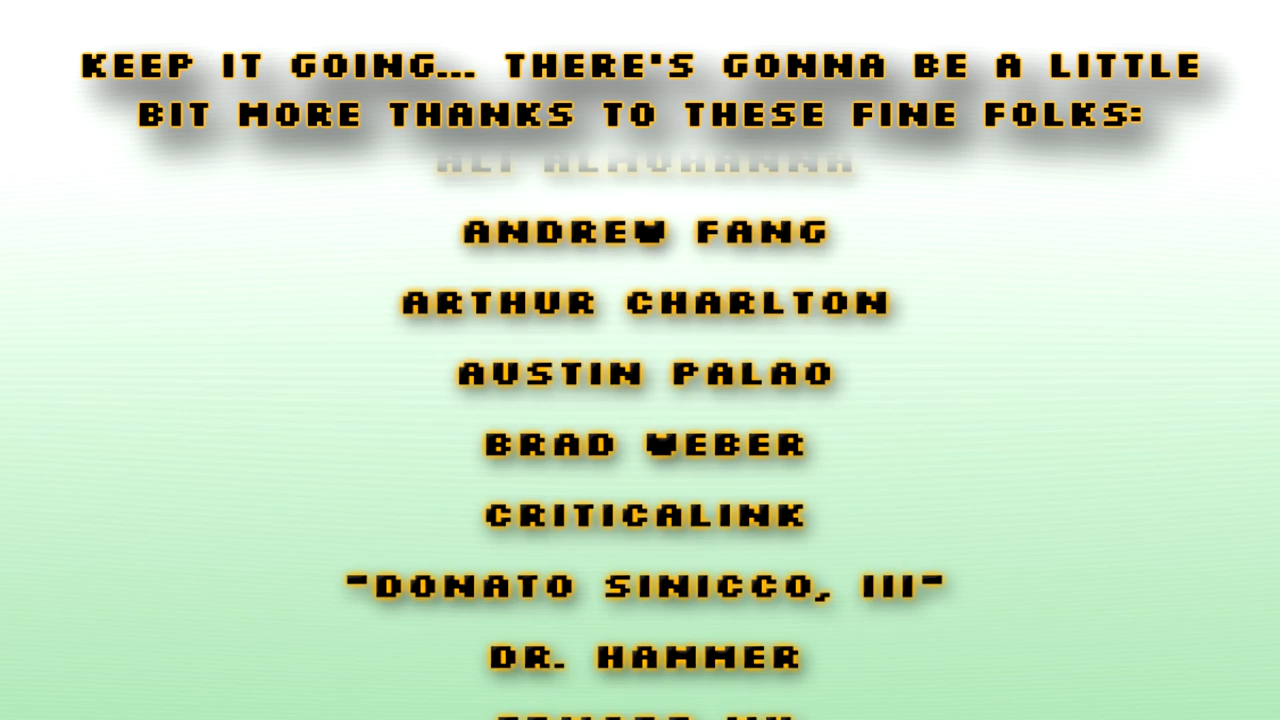 KEEP IT GOING... THERE'S GONNA BE A LITTLE
BIT MORE THANKS TO THESE FINE FOLKS:
ALI
ANDREW FANG
ARTHUR CHARLTON
AUSTIN PALAO
BRAD WEBER
CRITICALINK
"DONATO SINICCO, III"
DR. HAMMER